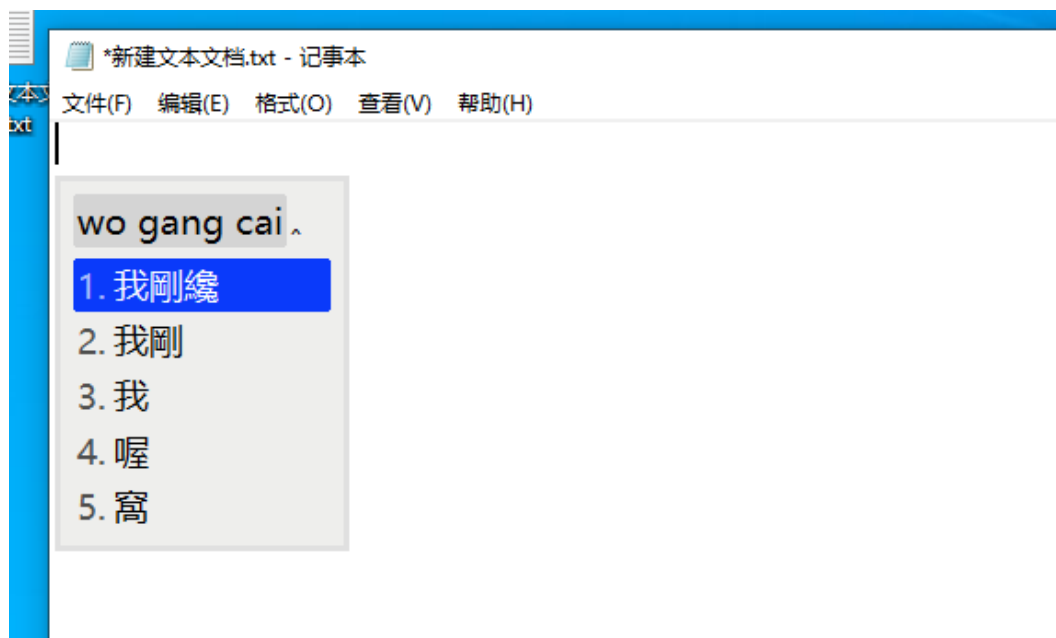 *新建文本文档.txt - 记事本
文件(F) 编辑(E) 格式(O) 查看(V) 帮助(H)
txt
wo gang cai‸
1. 我剛纔
2. 我剛
3. 我
4. 喔
5. 窩